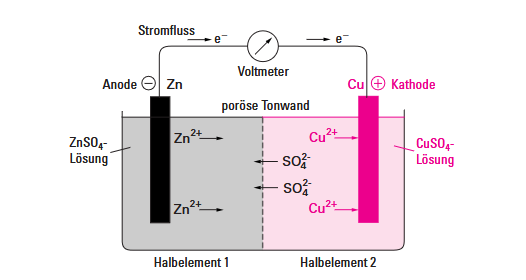 Stromfluss
e⁻
e⁻
Voltmeter
Anode ⊖ Zn
Cu ⊕ Kathode
poröse Tonwand
ZnSO₄-
Lösung
Zn²⁺
Cu²⁺
CuSO₄-
Lösung
SO₄²⁻
SO₄²⁻
Zn²⁺
Cu²⁺
Halbelement 1
Halbelement 2